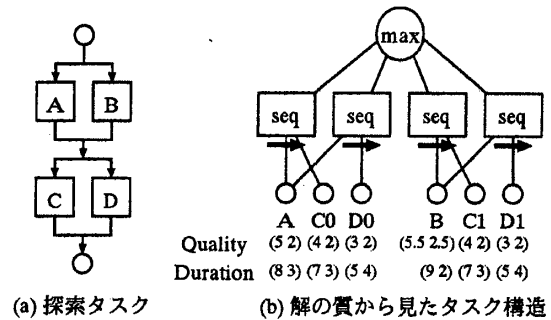 A B
C D
(a) 探索タスク
max
seq seq seq seq
A C0 D0 B C1 D1
Quality (5 2) (4 2) (3 2) (5.5 2.5) (4 2) (3 2)
Duration (8 3) (7 3) (5 4) (9 2) (7 3) (5 4)
(b) 解の質から見たタスク構造